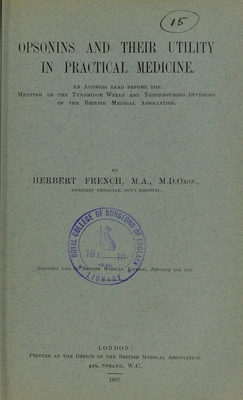 15
OPSONINS AND THEIR UTILITY
IN PRACTICAL MEDICINE.
AN ADDRESS READ BEFORE THE
MEETING OF THE TUNBRIDGE WELLS AND NEIGHBOURING DIVISIONS
OF THE BRITISH MEDICAL ASSOCIATION.
BY
HERBERT FRENCH, M.A., M.D.OXON.,
ASSISTANT PHYSICIAN, GUY'S HOSPITAL.
ROYAL COLLEGE OF SURGEONS OF ENGLAND
LIBRARY
Reprinted from the BRITISH MEDICAL JOURNAL, February 2nd, 1907.
LONDON:
PRINTED AT THE OFFICE OF THE BRITISH MEDICAL ASSOCIATION
429, STRAND, W.C.
1907.